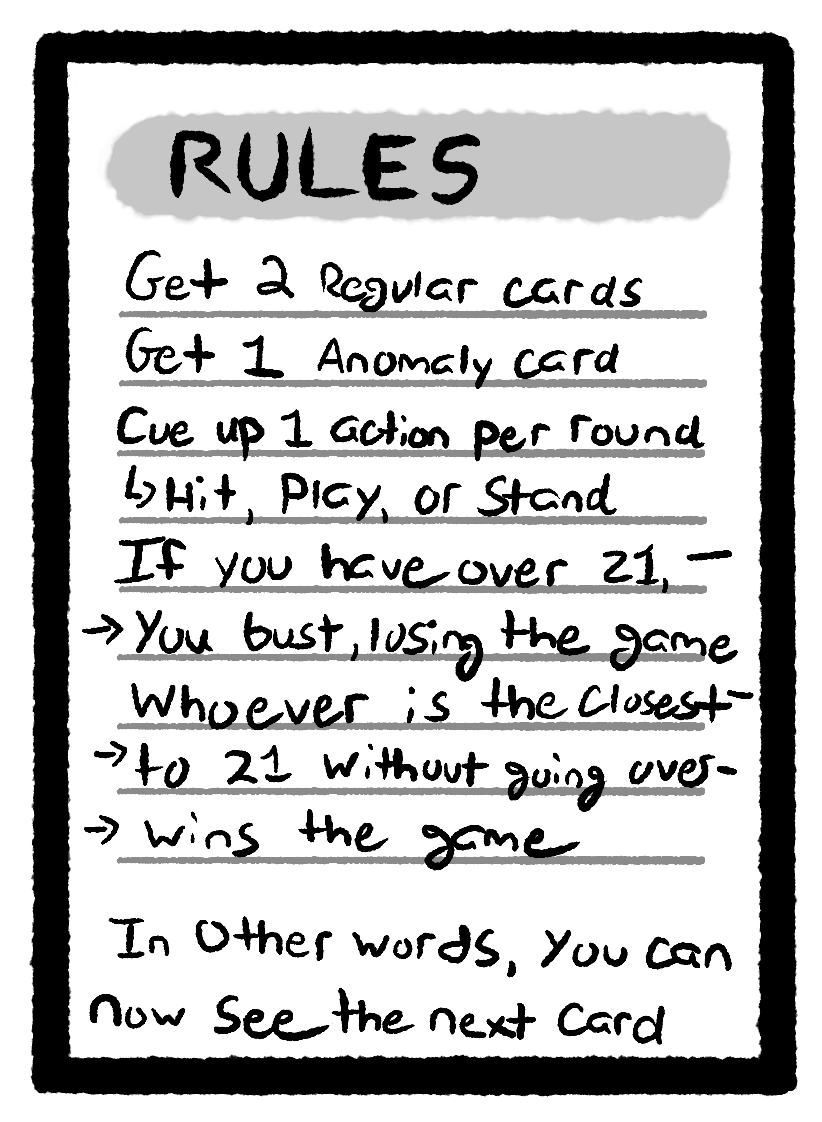 RULES
Get 2 Regular cards
Get 1 Anomaly card
Cue up 1 action per round
↳Hit, Play, or Stand
If you have over 21, —
→ You bust, losing the game
Whoever is the closest-
→ to 21 without going over-
→ wins the game
In Other words, you can
now see the next card